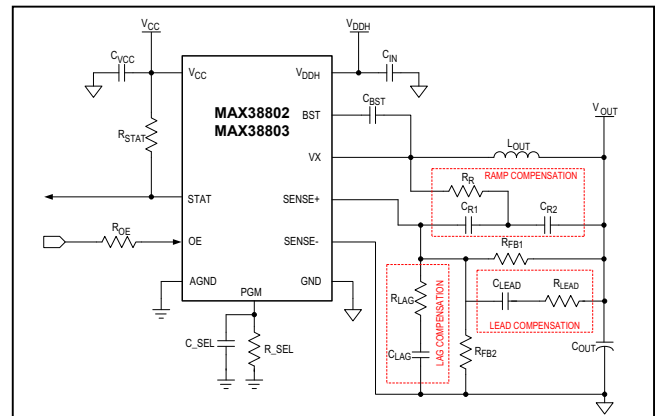 VCC
VDDH
CVCC
CIN
VCC
VDDH
MAX38802
MAX38803
BST
CBST
VOUT
RSTAT
VX
LOUT
RR
RAMP COMPENSATION
STAT
SENSE+
CR1
CR2
ROE
OE
SENSE-
RFB1
AGND
GND
PGM
CLEAD
RLEAD
LEAD COMPENSATION
RLAG
LAG COMPENSATION
C_SEL
R_SEL
CLAG
RFB2
COUT